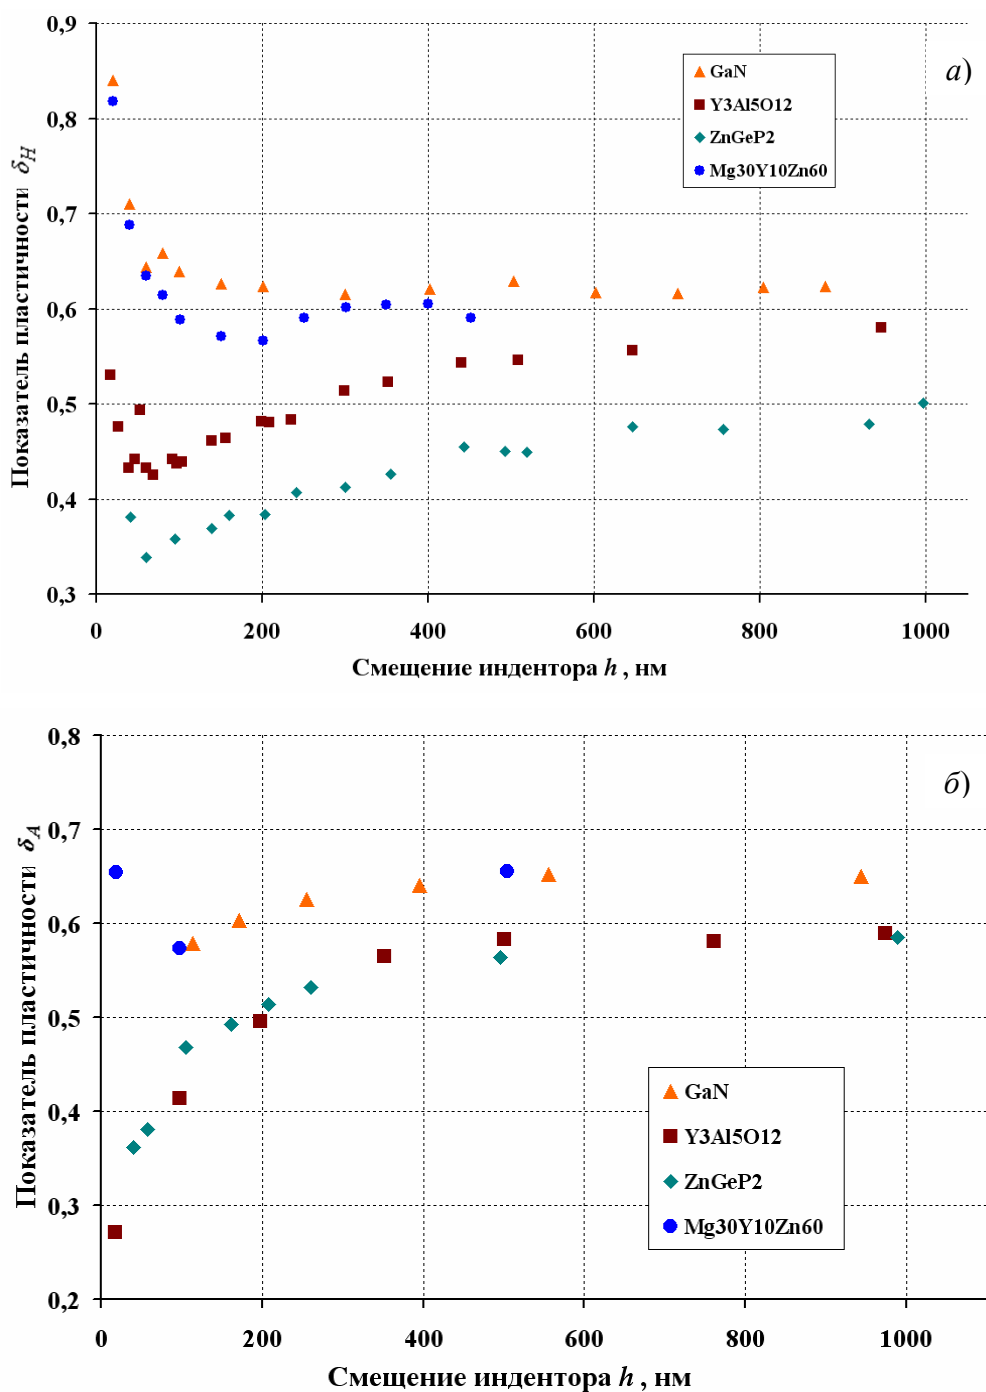 0,9
0,8
0,7
0,6
0,5
0,4
0,3
Показатель пластичности δH
а)
GaN
Y3Al5O12
ZnGeP2
Mg30Y10Zn60
0 200 400 600 800 1000
Смещение индентора h , нм
0,8
0,7
0,6
0,5
0,4
0,3
0,2
Показатель пластичности δA
б)
GaN
Y3Al5O12
ZnGeP2
Mg30Y10Zn60
0 200 400 600 800 1000
Смещение индентора h , нм